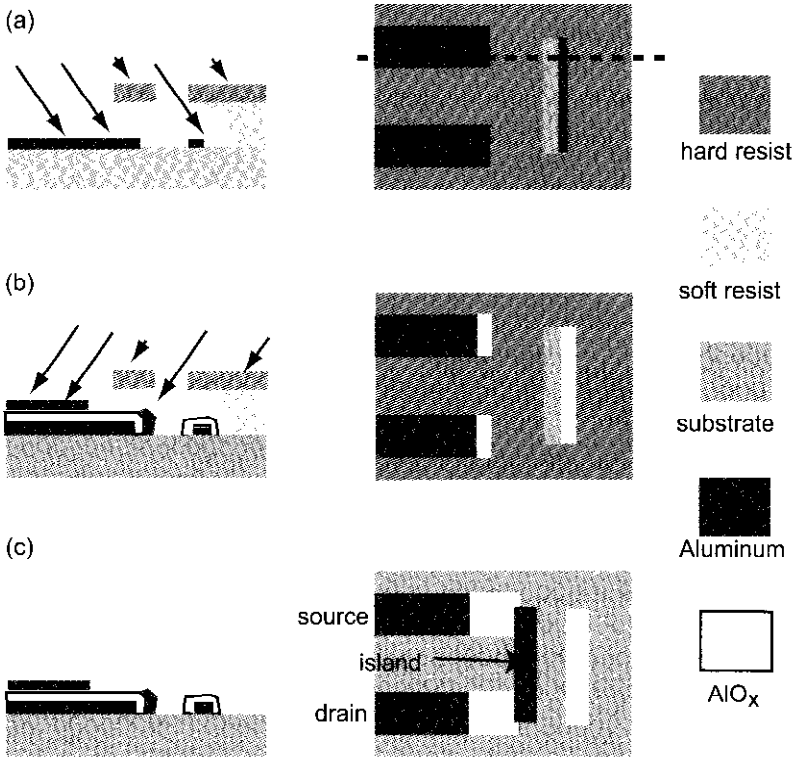 (a)
hard resist
soft resist
(b)
substrate
Aluminum
(c)
source
island
drain
AlOx